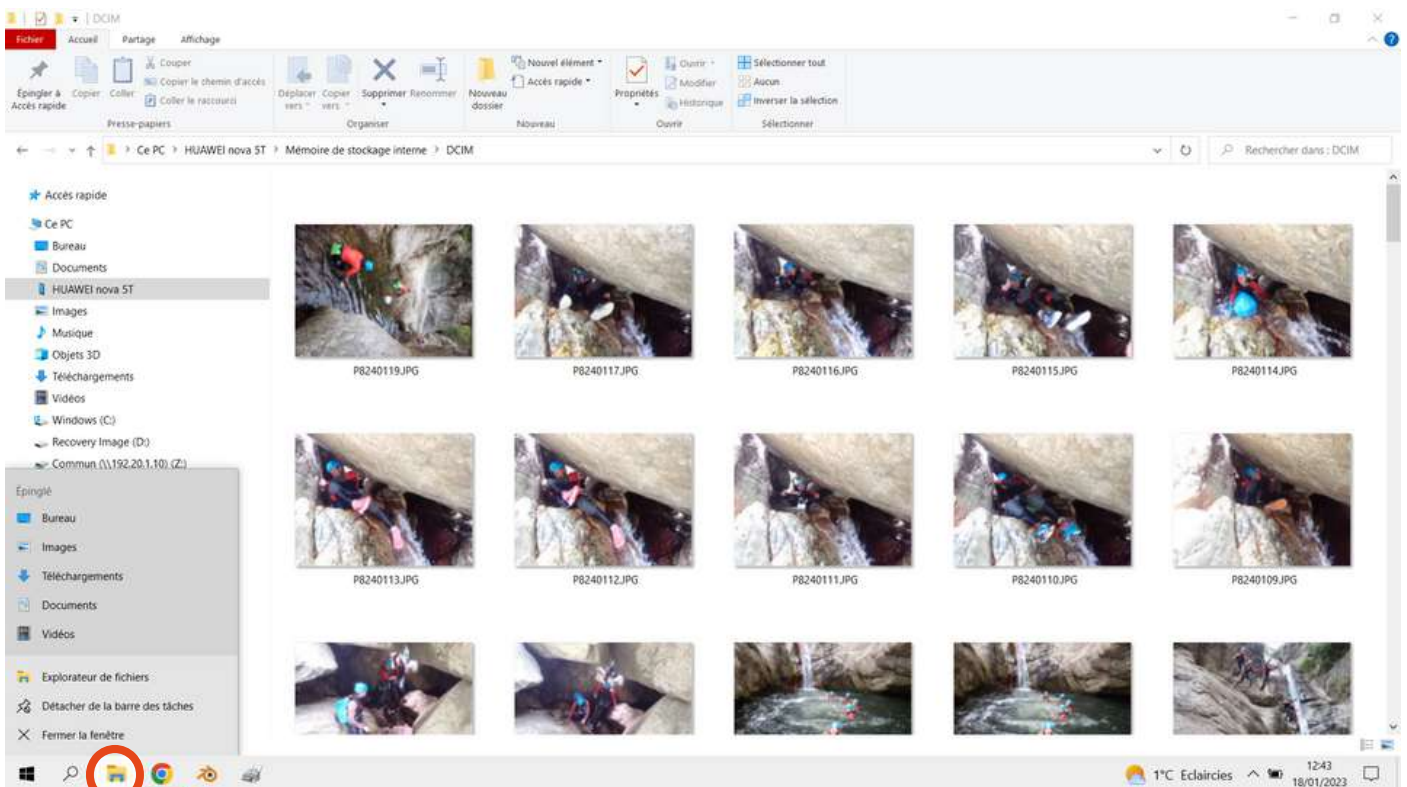 DCIM
Fichier Accueil Partage Affichage
Épingler à Accès rapide
Copier
Coller
Couper
Copier le chemin d'accès
Coller le raccourci
Presse-papiers
Déplacer vers
Copier vers
Supprimer
Renommer
Organiser
Nouveau dossier
Nouvel élément
Accès rapide
Nouveau
Propriétés
Ouvrir
Modifier
Historique
Ouvrir
Sélectionner tout
Aucun
Inverser la sélection
Sélectionner
Ce PC > HUAWEI nova 5T > Mémoire de stockage interne > DCIM
Rechercher dans : DCIM
Accès rapide
Ce PC
Bureau
Documents
HUAWEI nova 5T
Images
Musique
Objets 3D
Téléchargements
Vidéos
Windows (C:)
Recovery Image (D:)
Commun (\\192.20.1.10) (Z:)
P8240119.JPG P8240117.JPG P8240116.JPG P8240115.JPG P8240114.JPG
P8240113.JPG P8240112.JPG P8240111.JPG P8240110.JPG P8240109.JPG
Épinglé
Bureau
Images
Téléchargements
Documents
Vidéos
Explorateur de fichiers
Détacher de la barre des tâches
Fermer la fenêtre
1°C Eclaircies
12:43
18/01/2023